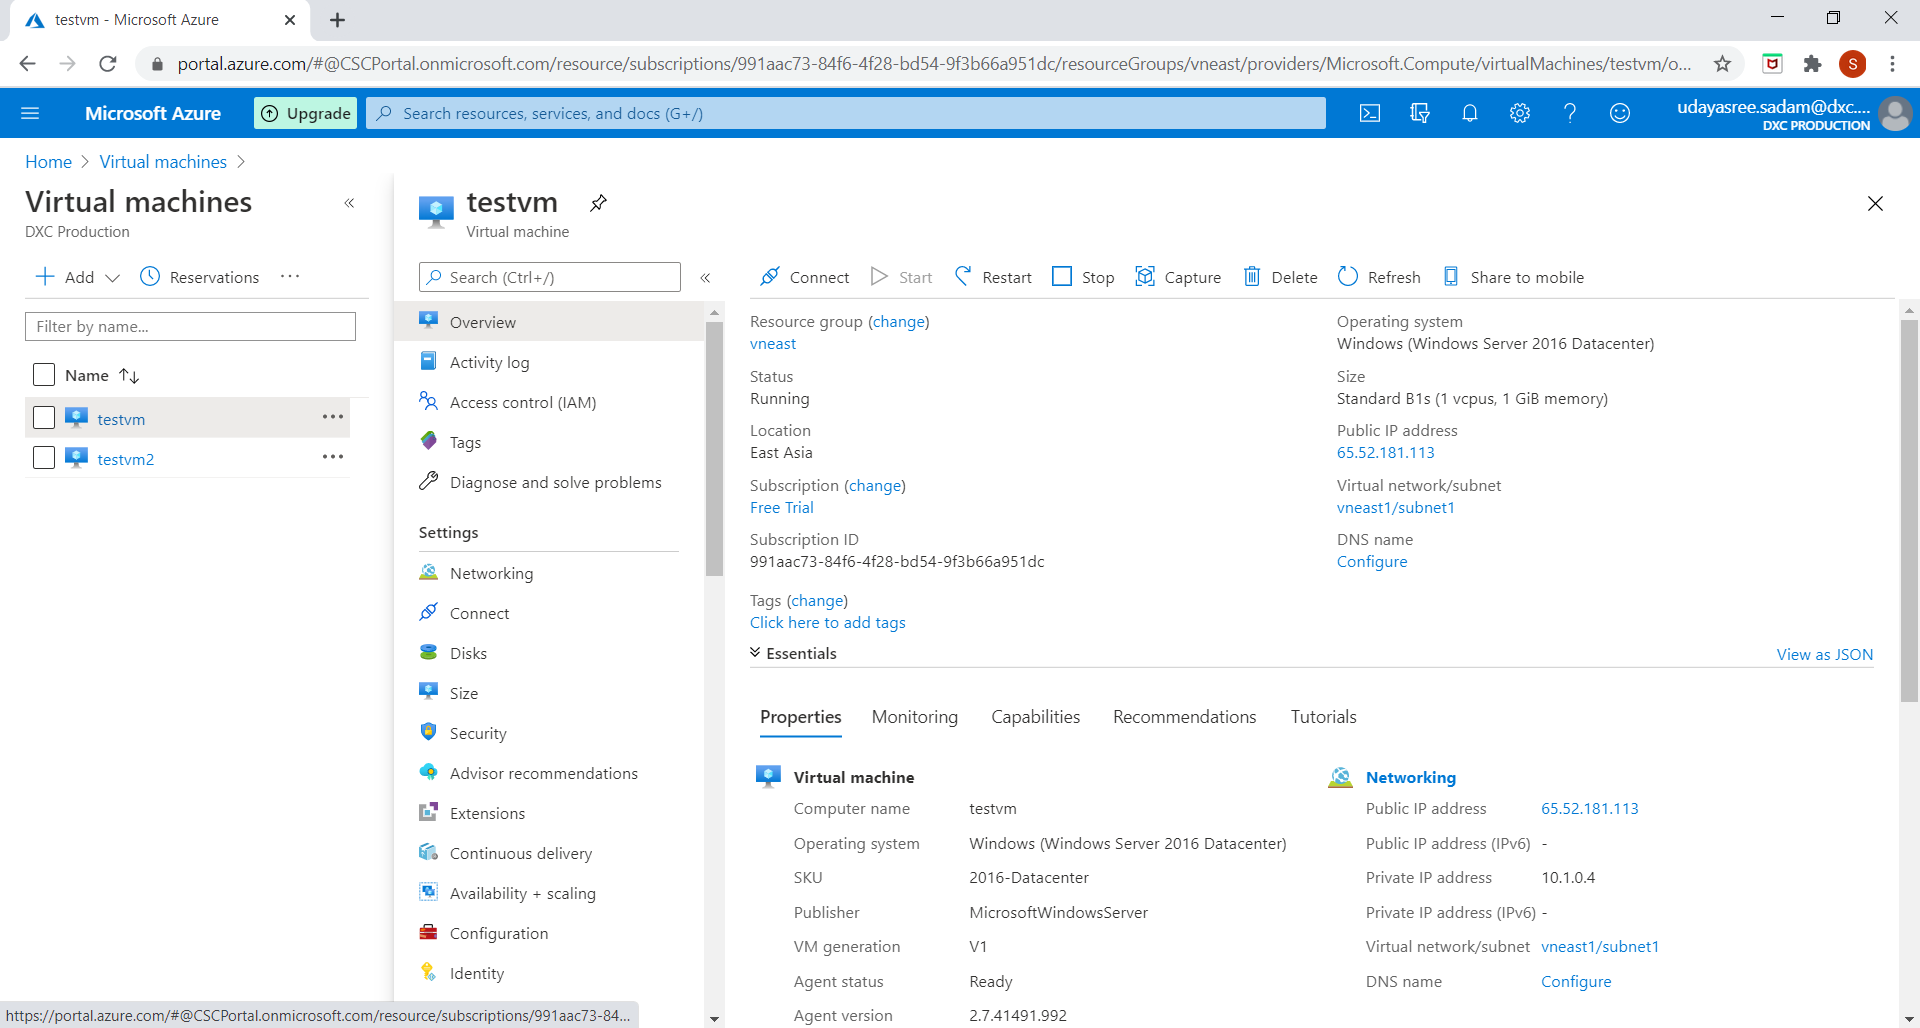 testvm - Microsoft Azure
portal.azure.com/#@CSCPortal.onmicrosoft.com/resource/subscriptions/991aac73-84f6-4f28-bd54-9f3b66a951dc/resourceGroups/vneast/providers/Microsoft.Compute/virtualMachines/testvm/o...
S
Microsoft Azure
Upgrade
Search resources, services, and docs (G+/)
udayasree.sadam@dxc....
DXC PRODUCTION
Home > Virtual machines >
Virtual machines
DXC Production
Add
Reservations
Filter by name...
Name
testvm
testvm2
testvm
Virtual machine
Search (Ctrl+/)
Overview
Activity log
Access control (IAM)
Tags
Diagnose and solve problems
Settings
Networking
Connect
Disks
Size
Security
Advisor recommendations
Extensions
Continuous delivery
Availability + scaling
Configuration
Identity
Connect
Start
Restart
Stop
Capture
Delete
Refresh
Share to mobile
Resource group (change)
vneast
Status
Running
Location
East Asia
Subscription (change)
Free Trial
Subscription ID
991aac73-84f6-4f28-bd54-9f3b66a951dc
Tags (change)
Click here to add tags
Operating system
Windows (Windows Server 2016 Datacenter)
Size
Standard B1s (1 vcpus, 1 GiB memory)
Public IP address
65.52.181.113
Virtual network/subnet
vneast1/subnet1
DNS name
Configure
Essentials
View as JSON
Properties
Monitoring
Capabilities
Recommendations
Tutorials
Virtual machine
Computer name testvm
Operating system Windows (Windows Server 2016 Datacenter)
SKU 2016-Datacenter
Publisher MicrosoftWindowsServer
VM generation V1
Agent status Ready
Agent version 2.7.41491.992
Networking
Public IP address 65.52.181.113
Public IP address (IPv6) -
Private IP address 10.1.0.4
Private IP address (IPv6) -
Virtual network/subnet vneast1/subnet1
DNS name Configure
https://portal.azure.com/#@CSCPortal.onmicrosoft.com/resource/subscriptions/991aac73-84...